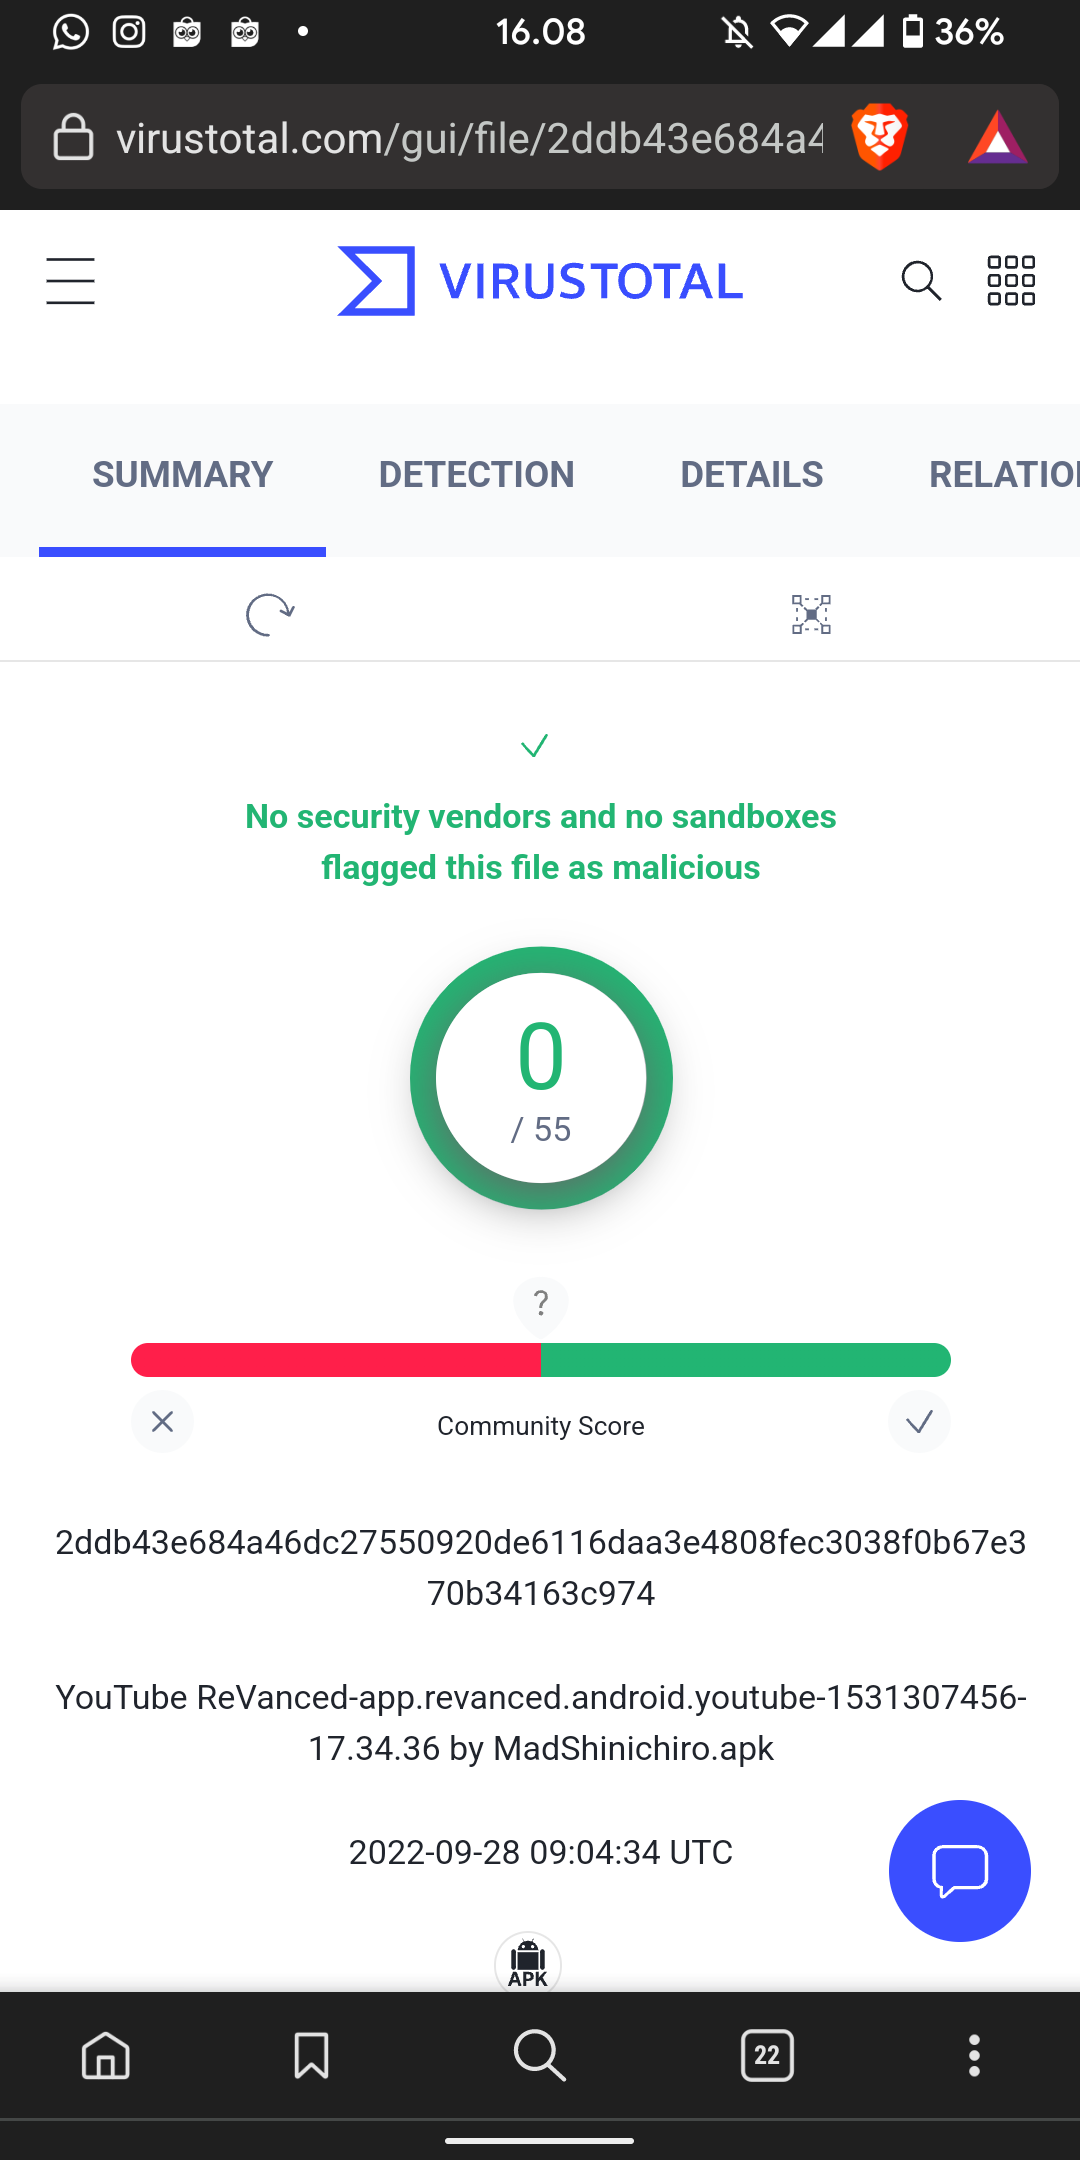 16.08
36%
virustotal.com/gui/file/2ddb43e684a4
VIRUSTOTAL
SUMMARY DETECTION DETAILS RELATIO
No security vendors and no sandboxes
flagged this file as malicious
0
/ 55
?
Community Score
2ddb43e684a46dc27550920de6116daa3e4808fec3038f0b67e3
70b34163c974
YouTube ReVanced-app.revanced.android.youtube-1531307456-
17.34.36 by MadShinichiro.apk
2022-09-28 09:04:34 UTC
APK
22